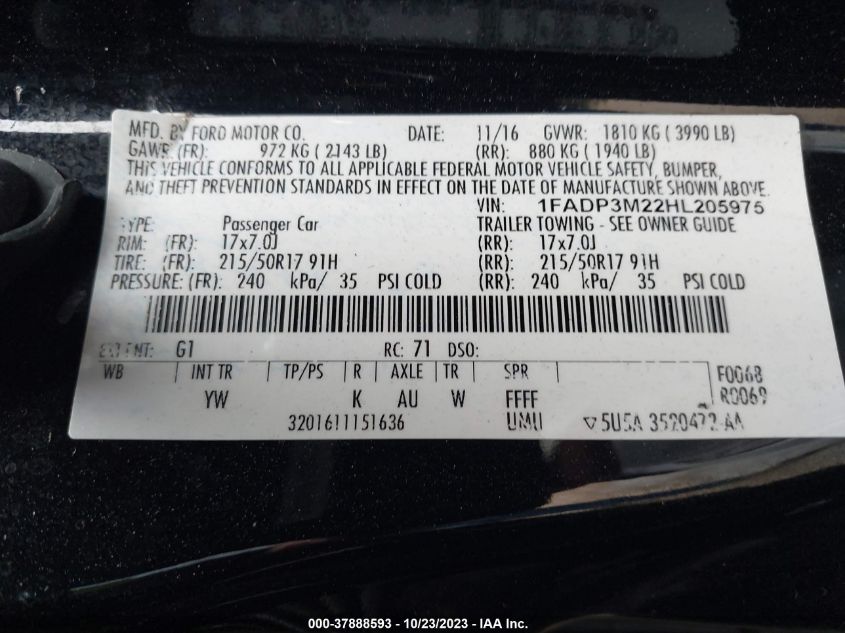 MFD. BY FORD MOTOR CO. DATE: 11/16 GVWR: 1810 KG ( 3990 LB)
GAWR (FR): 972 KG ( 2143 LB) (RR): 880 KG ( 1940 LB)
THIS VEHICLE CONFORMS TO ALL APPLICABLE FEDERAL MOTOR VEHICLE SAFETY, BUMPER,
AND THEFT PREVENTION STANDARDS IN EFFECT ON THE DATE OF MANUFACTURE SHOWN ABOVE.
VIN: 1FADP3M22HL205975
TYPE: Passenger Car TRAILER TOWING - SEE OWNER GUIDE
RIM: (FR): 17x7.0J (RR): 17x7.0J
TIRE: (FR): 215/50R17 91H (RR): 215/50R17 91H
PRESSURE: (FR): 240 kPa/ 35 PSI COLD (RR): 240 kPa/ 35 PSI COLD
EXT PNT: G1 RC: 71 DSO:
WB INT TR TP/PS R AXLE TR SPR F0068
YW K AU W FFFF R0069
3201611151636 UMU ▽5U5A 3520472 AA
000-37888593 - 10/23/2023 - IAA Inc.